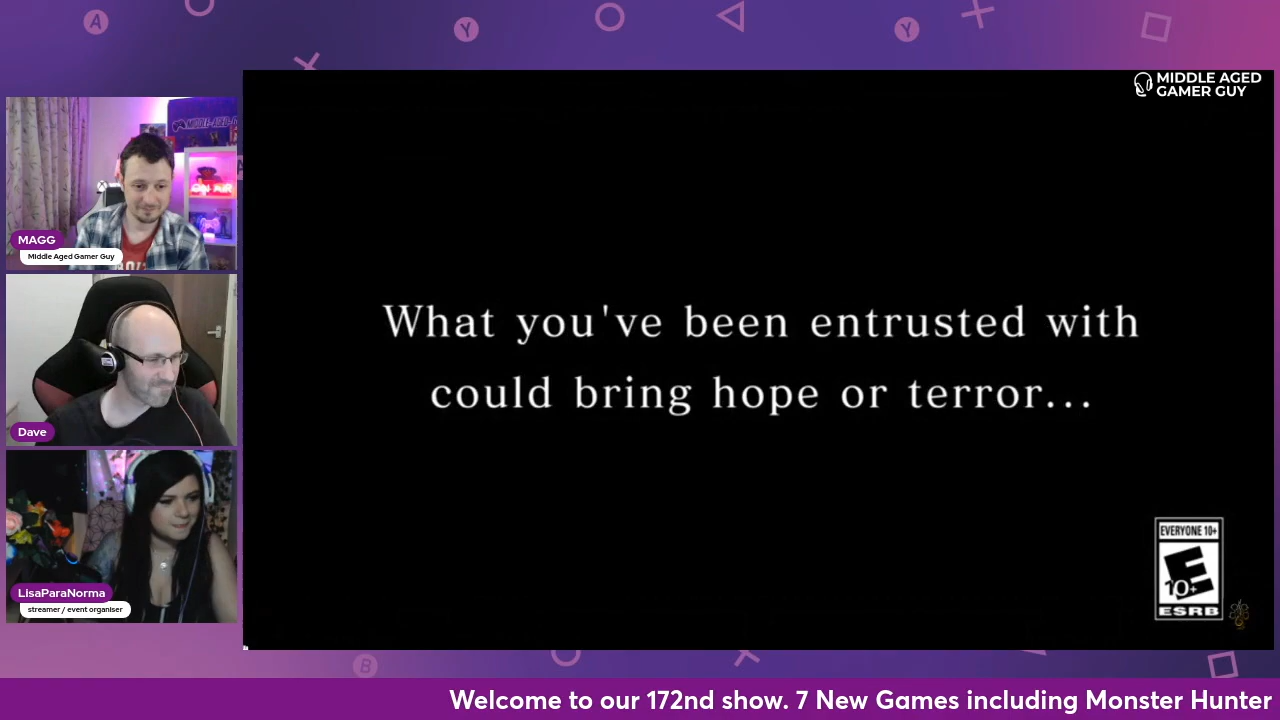 A
Y
Y
MIDDLE AGED
GAMER GUY
ON AIR
MAGG
Middle Aged Gamer Guy
What you've been entrusted with
could bring hope or terror...
Dave
EVERYONE 10+
E
10+
ESRB
LisaParaNorma
streamer / event organiser
B
Welcome to our 172nd show. 7 New Games including Monster Hunter